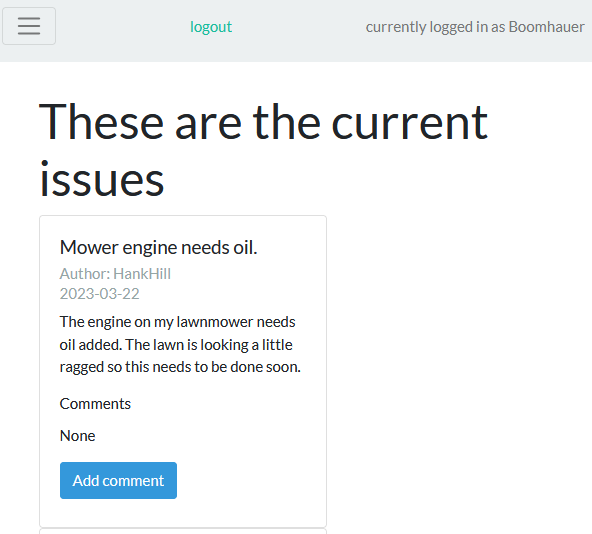 logout
currently logged in as Boomhauer
These are the current
issues
Mower engine needs oil.
Author: HankHill
2023-03-22
The engine on my lawnmower needs
oil added. The lawn is looking a little
ragged so this needs to be done soon.
Comments
None
Add comment